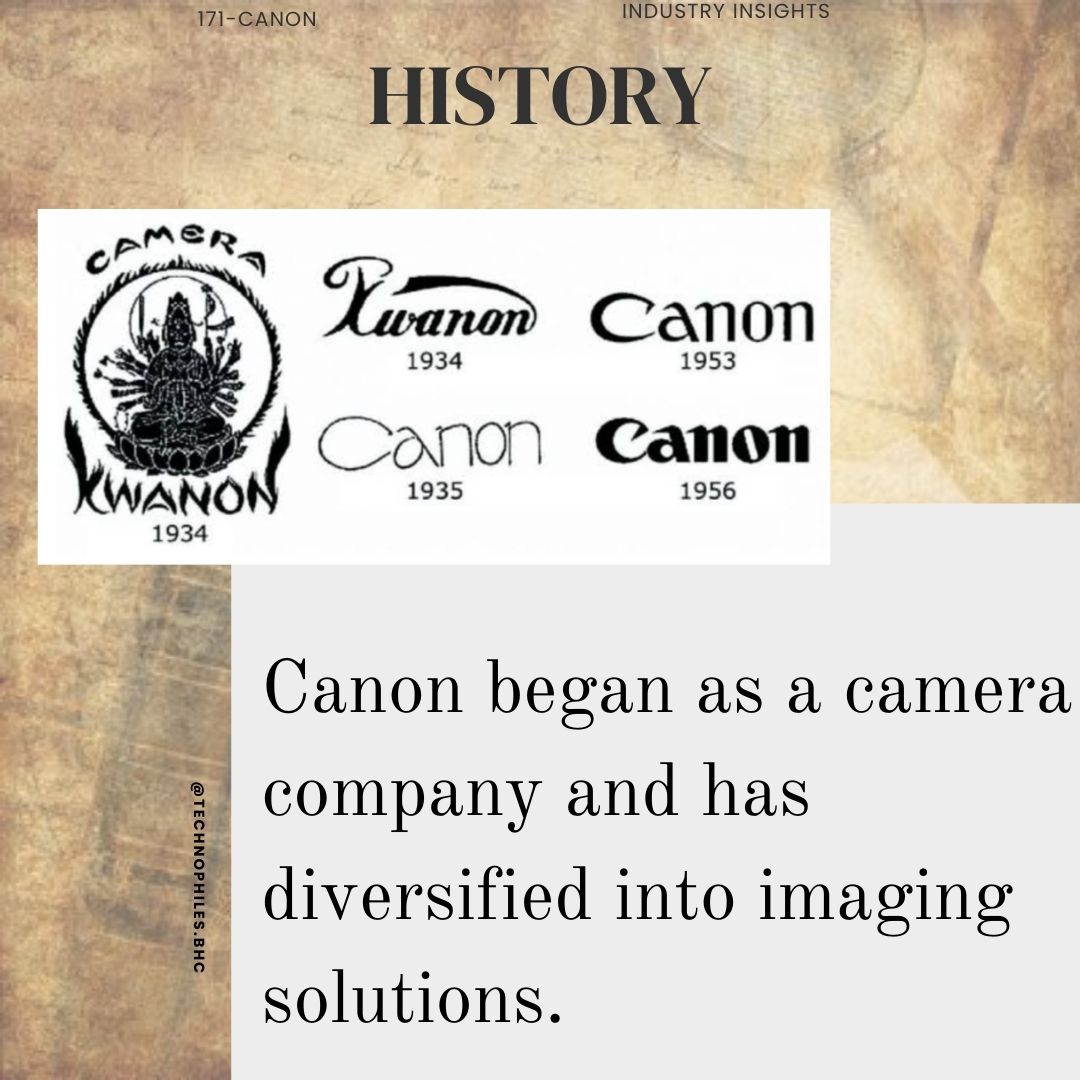 171-CANON
INDUSTRY INSIGHTS
HISTORY
CAMERA
KWANON
1934
Kwanon
1934
Canon
1935
Canon
1953
Canon
1956
Canon began as a camera
company and has
diversified into imaging
solutions.
@TECHNOPHILES.BHC